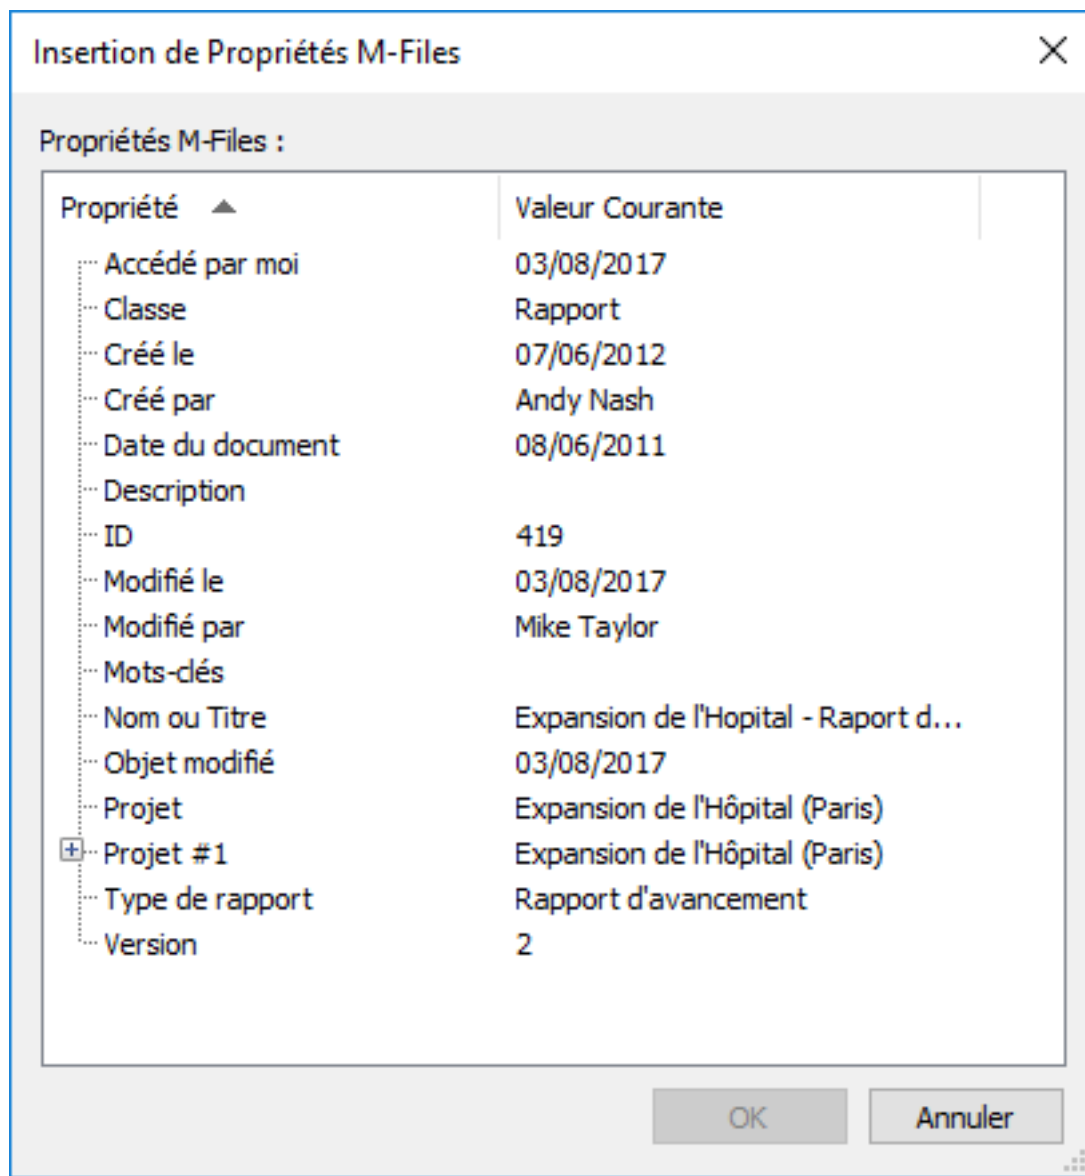 Insertion de Propriétés M-Files
Propriétés M-Files :
Propriété Valeur Courante
Accédé par moi 03/08/2017
Classe Rapport
Créé le 07/06/2012
Créé par Andy Nash
Date du document 08/06/2011
Description
ID 419
Modifié le 03/08/2017
Modifié par Mike Taylor
Mots-clés
Nom ou Titre Expansion de l'Hopital - Raport d...
Objet modifié 03/08/2017
Projet Expansion de l'Hôpital (Paris)
Projet #1 Expansion de l'Hôpital (Paris)
Type de rapport Rapport d'avancement
Version 2
OK Annuler